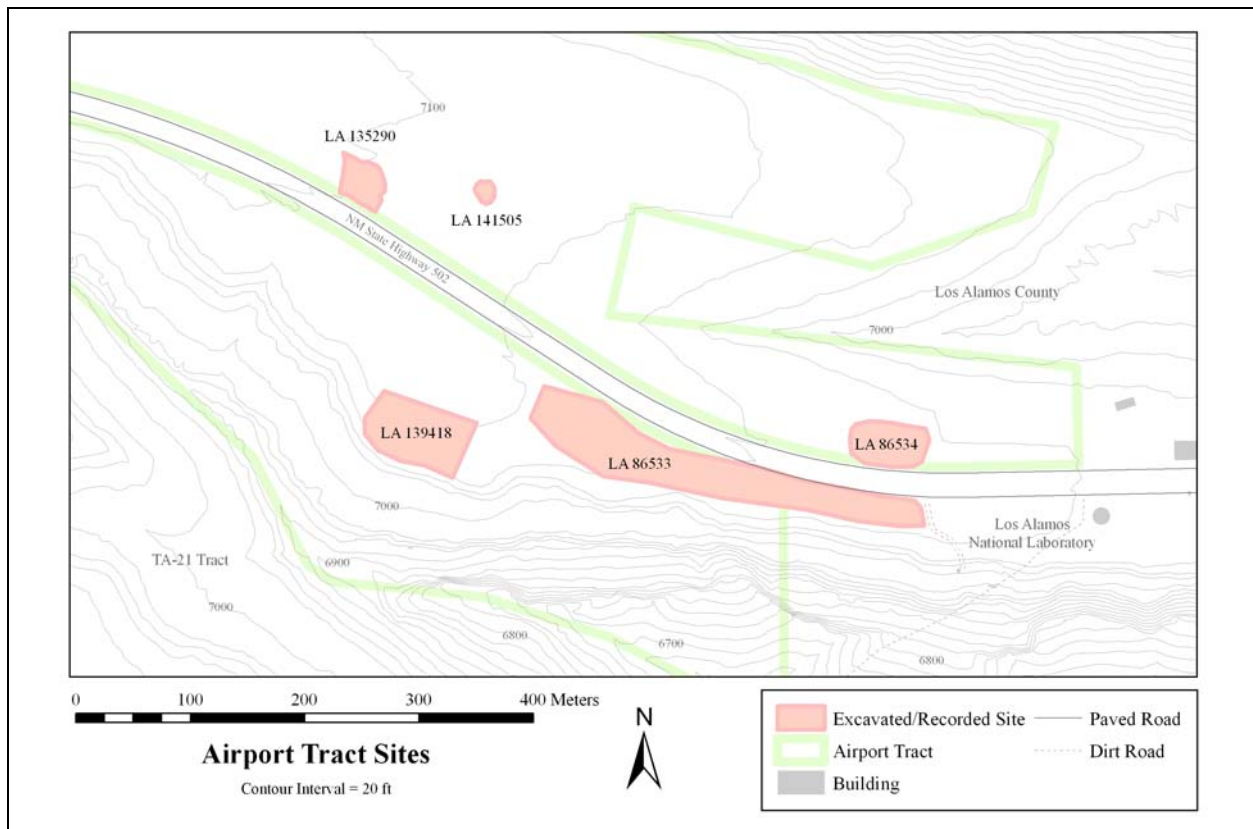 7100
LA 135290
LA 141505
NM State Highway 502
Los Alamos County
7000
LA 139418
LA 86533
LA 86534
7000
Los Alamos
National Laboratory
TA-21 Tract
6900
7000
6800
6700
6800
0 100 200 300 400 Meters
N
Airport Tract Sites
Contour Interval = 20 ft
Excavated/Recorded Site
Paved Road
Airport Tract
Dirt Road
Building